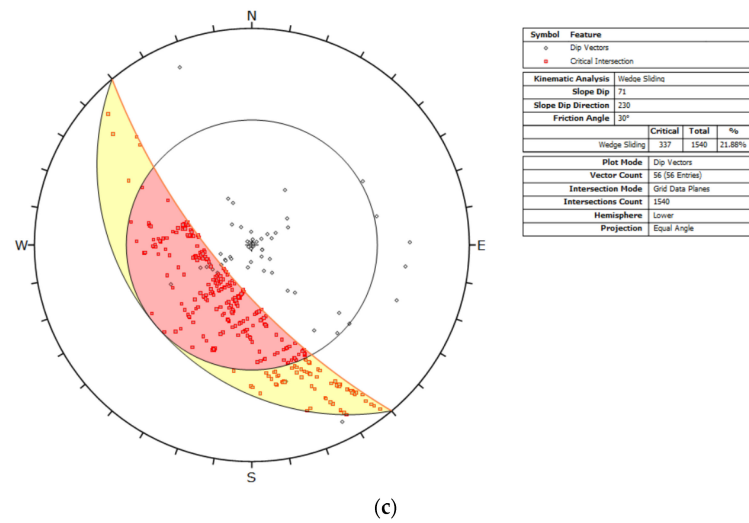 N
W
E
S
Symbol Feature
Dip Vectors
Critical Intersection
Kinematic Analysis Wedge Sliding
Slope Dip 71
Slope Dip Direction 230
Friction Angle 30°
Critical Total %
Wedge Sliding 337 1540 21.88%
Plot Mode Dip Vectors
Vector Count 56 (56 Entries)
Intersection Mode Grid Data Planes
Intersections Count 1540
Hemisphere Lower
Projection Equal Angle
(c)